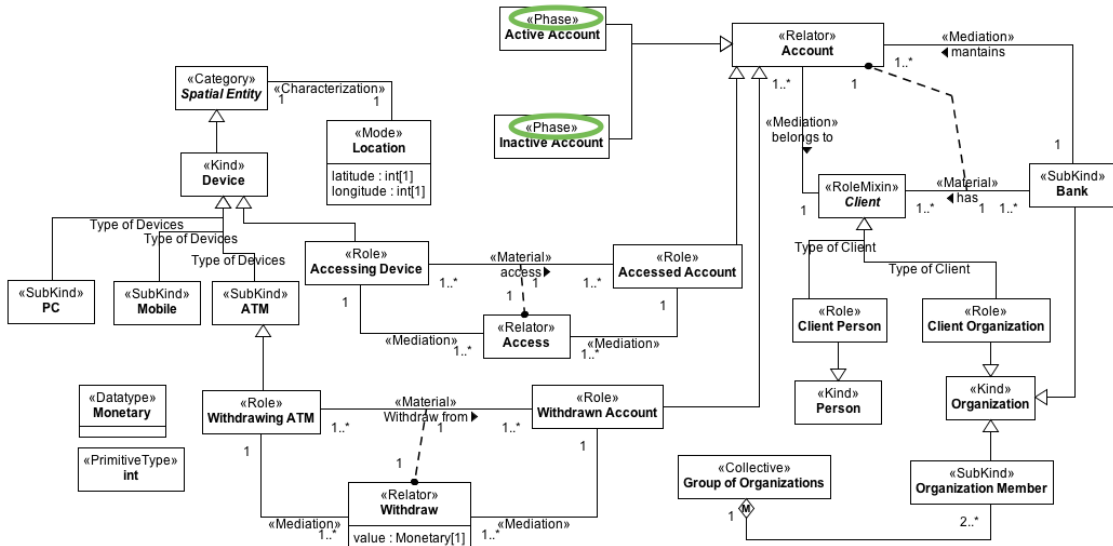 «Phase»
Active Account
«Relator»
Account
«Mediation»
◀ mantains
1..*
1..*
1
«Category»
Spatial Entity
1
«Characterization»
1
«Phase»
Inactive Account
«Mode»
Location
latitude : int[1]
longitude : int[1]
«Mediation»
belongs to
1
«Kind»
Device
«RoleMixin»
Client
1
«Material»
◀ has
1..*
1
1..*
1
«SubKind»
Bank
Type of Devices
Type of Devices
Type of Devices
«Role»
Accessing Device
«Material»
access ▶
1..*
1
1..*
«Role»
Accessed Account
Type of Client
Type of Client
«SubKind»
PC
«SubKind»
Mobile
«SubKind»
ATM
1
1
1
«Relator»
Access
«Mediation»
1..*
1..*
«Mediation»
«Role»
Client Person
«Role»
Client Organization
«Datatype»
Monetary
«Role»
Withdrawing ATM
«Material»
Withdraw from ▶
1..*
1
1..*
«Role»
Withdrawn Account
«Kind»
Person
«Kind»
Organization
«PrimitiveType»
int
1
1
1
«Collective»
Group of Organizations
«SubKind»
Organization Member
«Relator»
Withdraw
value : Monetary[1]
«Mediation»
1..*
1..*
«Mediation»
1
M
2..*